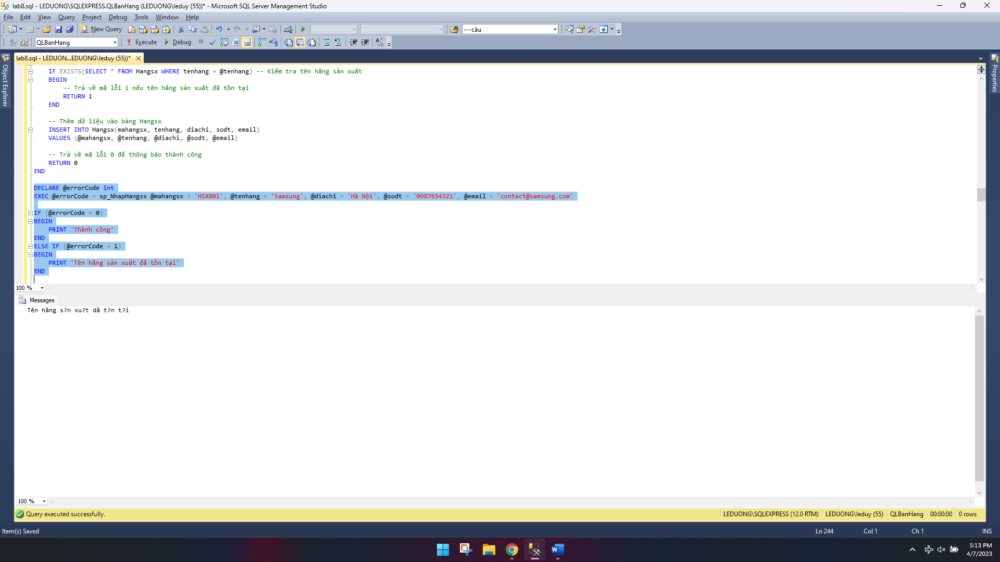 lab8.sql - LEDUONG\SQLEXPRESS.QLBanHang (LEDUONG\leduy (55))* - Microsoft SQL Server Management Studio
File Edit View Query Project Debug Tools Window Help
New Query ---câu
QLBanHang Execute Debug
Object Explorer
lab8.sql - LEDUON...EDUONG\leduy (55))*
Properties
IF EXISTS(SELECT * FROM Hangsx WHERE tenhang = @tenhang) -- Kiểm tra tên hãng sản xuất
BEGIN
-- Trả về mã lỗi 1 nếu tên hãng sản xuất đã tồn tại
RETURN 1
END
-- Thêm dữ liệu vào bảng Hangsx
INSERT INTO Hangsx(mahangsx, tenhang, diachi, sodt, email)
VALUES (@mahangsx, @tenhang, @diachi, @sodt, @email)
-- Trả về mã lỗi 0 để thông báo thành công
RETURN 0
END
DECLARE @errorCode int
EXEC @errorCode = sp_NhapHangsx @mahangsx = 'HSX001', @tenhang = 'Samsung', @diachi = 'Hà Nội', @sodt = '0987654321', @email = 'contact@samsung.com'
IF (@errorCode = 0)
BEGIN
PRINT 'Thành công'
END
ELSE IF (@errorCode = 1)
BEGIN
PRINT 'Tên hãng sản xuất đã tồn tại'
END
100 %
Messages
Tên hãng s?n xu?t dã t?n t?i
100 %
Query executed successfully. LEDUONG\SQLEXPRESS (12.0 RTM) LEDUONG\leduy (55) QLBanHang 00:00:00 0 rows
Item(s) Saved Ln 244 Col 1 Ch 1 INS
5:13 PM
4/7/2023